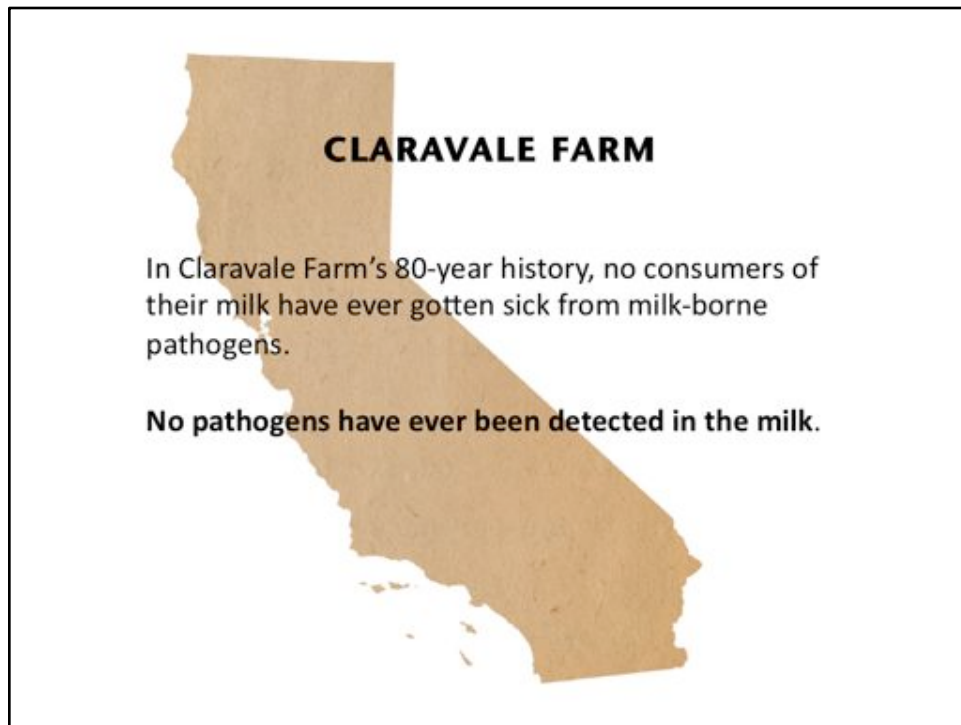 CLARAVALE FARM
In Claravale Farm’s 80-year history, no consumers of
their milk have ever gotten sick from milk-borne
pathogens.
No pathogens have ever been detected in the milk.